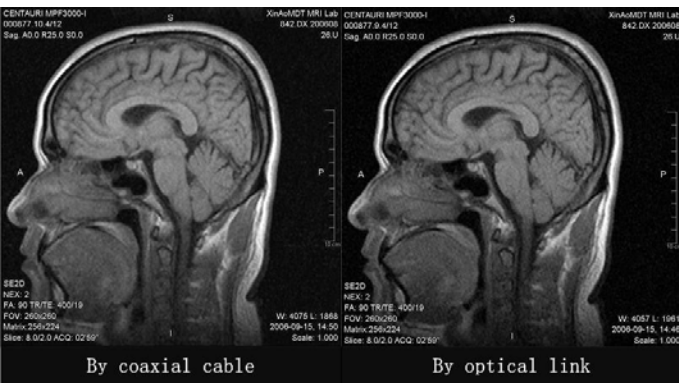 CENTAURI MPF3000-I
000877.10.4/12
Sag. A0.0 R25.0 S0.0
S
XinAoMDT MRI Lab
842.DX 200608
26.U
A
P
10 cm
SE2D
NEX: 2
FA: 90 TR/TE: 400/19
FOV: 260x260
Matrix:256x224
Slice: 8.0/2.0 ACQ: 02'59"
I
W: 4075 L: 1868
2006-09-15, 14:50
Scale: 1.000
By coaxial cable
CENTAURI MPF3000-I
000877.9.4/12
Sag. A0.0 R25.0 S0.0
S
XinAoMDT MRI Lab
842.DX 200608
26.U
A
P
10 cm
SE2D
NEX: 2
FA: 90 TR/TE: 400/19
FOV: 260x260
Matrix:256x224
Slice: 8.0/2.0 ACQ: 02'59"
I
W: 4057 L: 1961
2006-09-15, 14:46
Scale: 1.000
By optical link